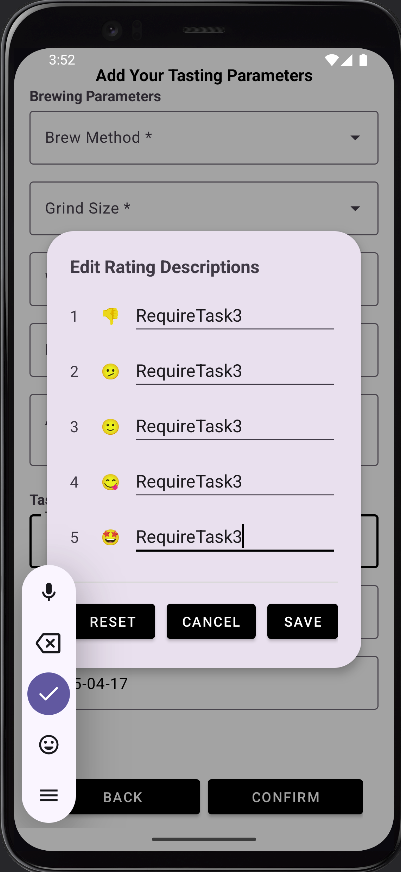 3:52
Add Your Tasting Parameters
Brewing Parameters
Brew Method *
Grind Size *
Edit Rating Descriptions
1 👎 RequireTask3
2 🫤 RequireTask3
3 🙂 RequireTask3
4 😋 RequireTask3
5 🤩 RequireTask3
Tas
RESET CANCEL SAVE
5-04-17
BACK CONFIRM